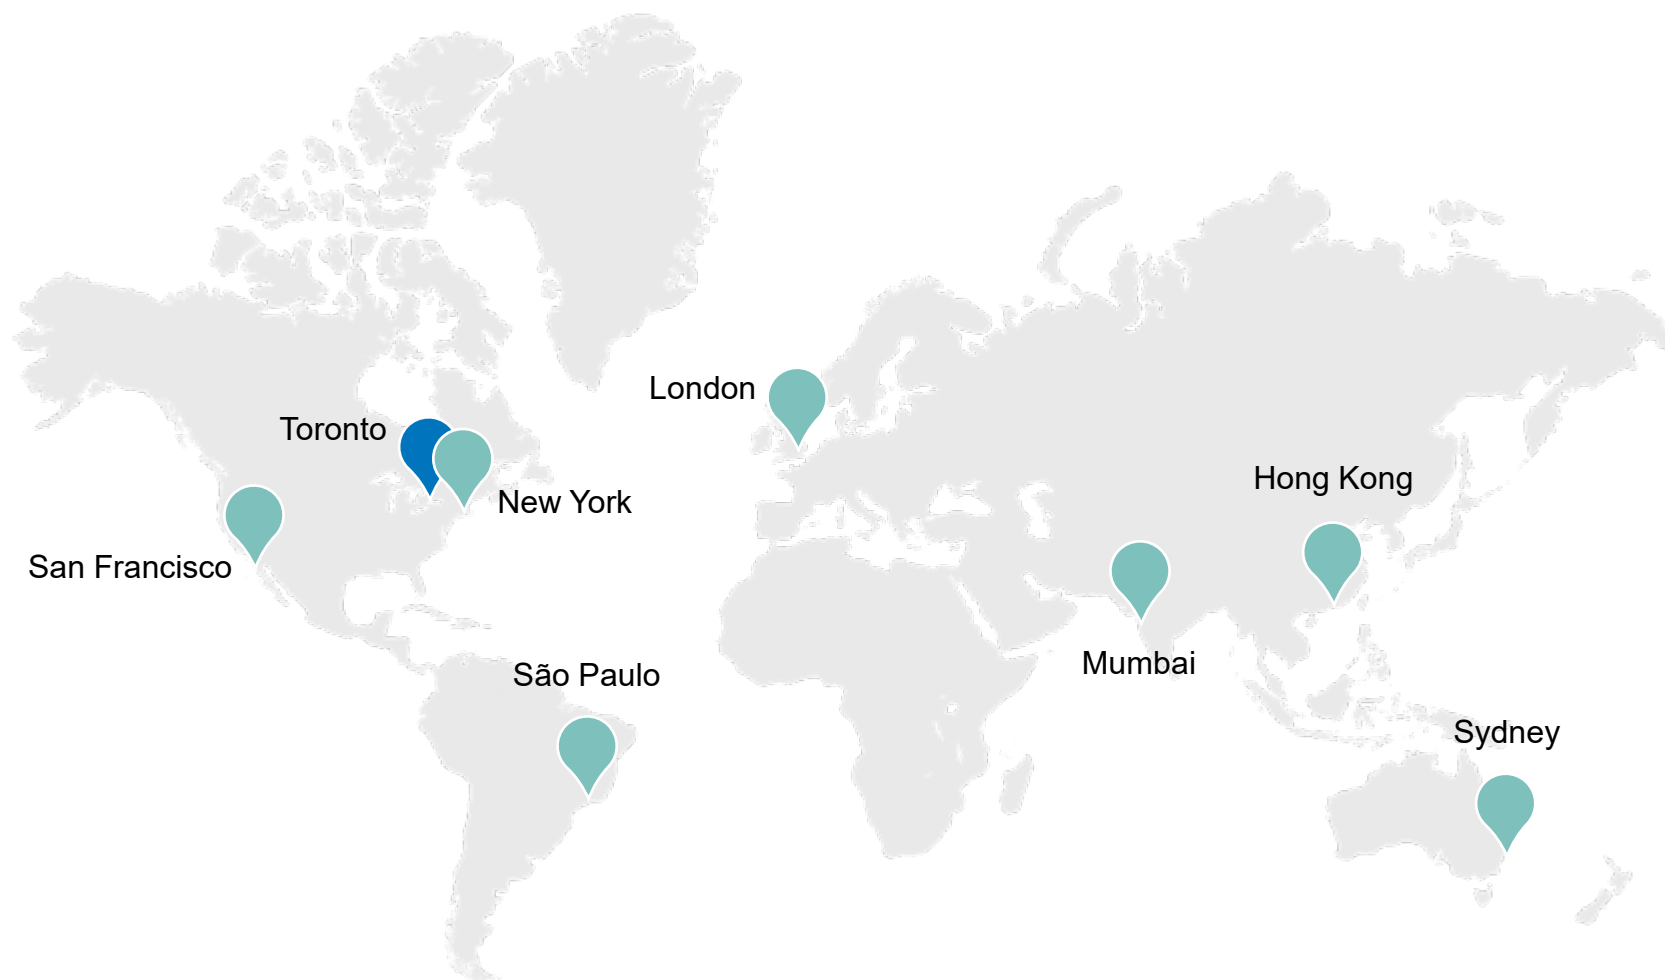 London
Toronto
Hong Kong
New York
San Francisco
Mumbai
São Paulo
Sydney